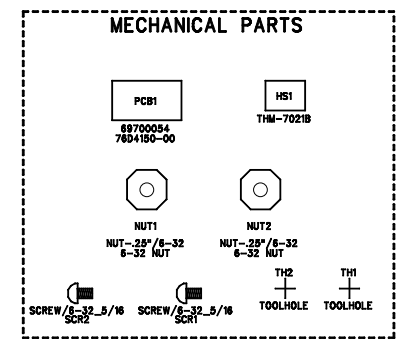 MECHANICAL PARTS
PCB1
69700054
76D4150-00
HS1
THM-7021B
NUT1
NUT-.25"/6-32
6-32 NUT
NUT2
NUT-.25"/6-32
6-32 NUT
SCREW/6-32_5/16
SCR2
SCREW/6-32_5/16
SCR1
TH2
TOOLHOLE
TH1
TOOLHOLE